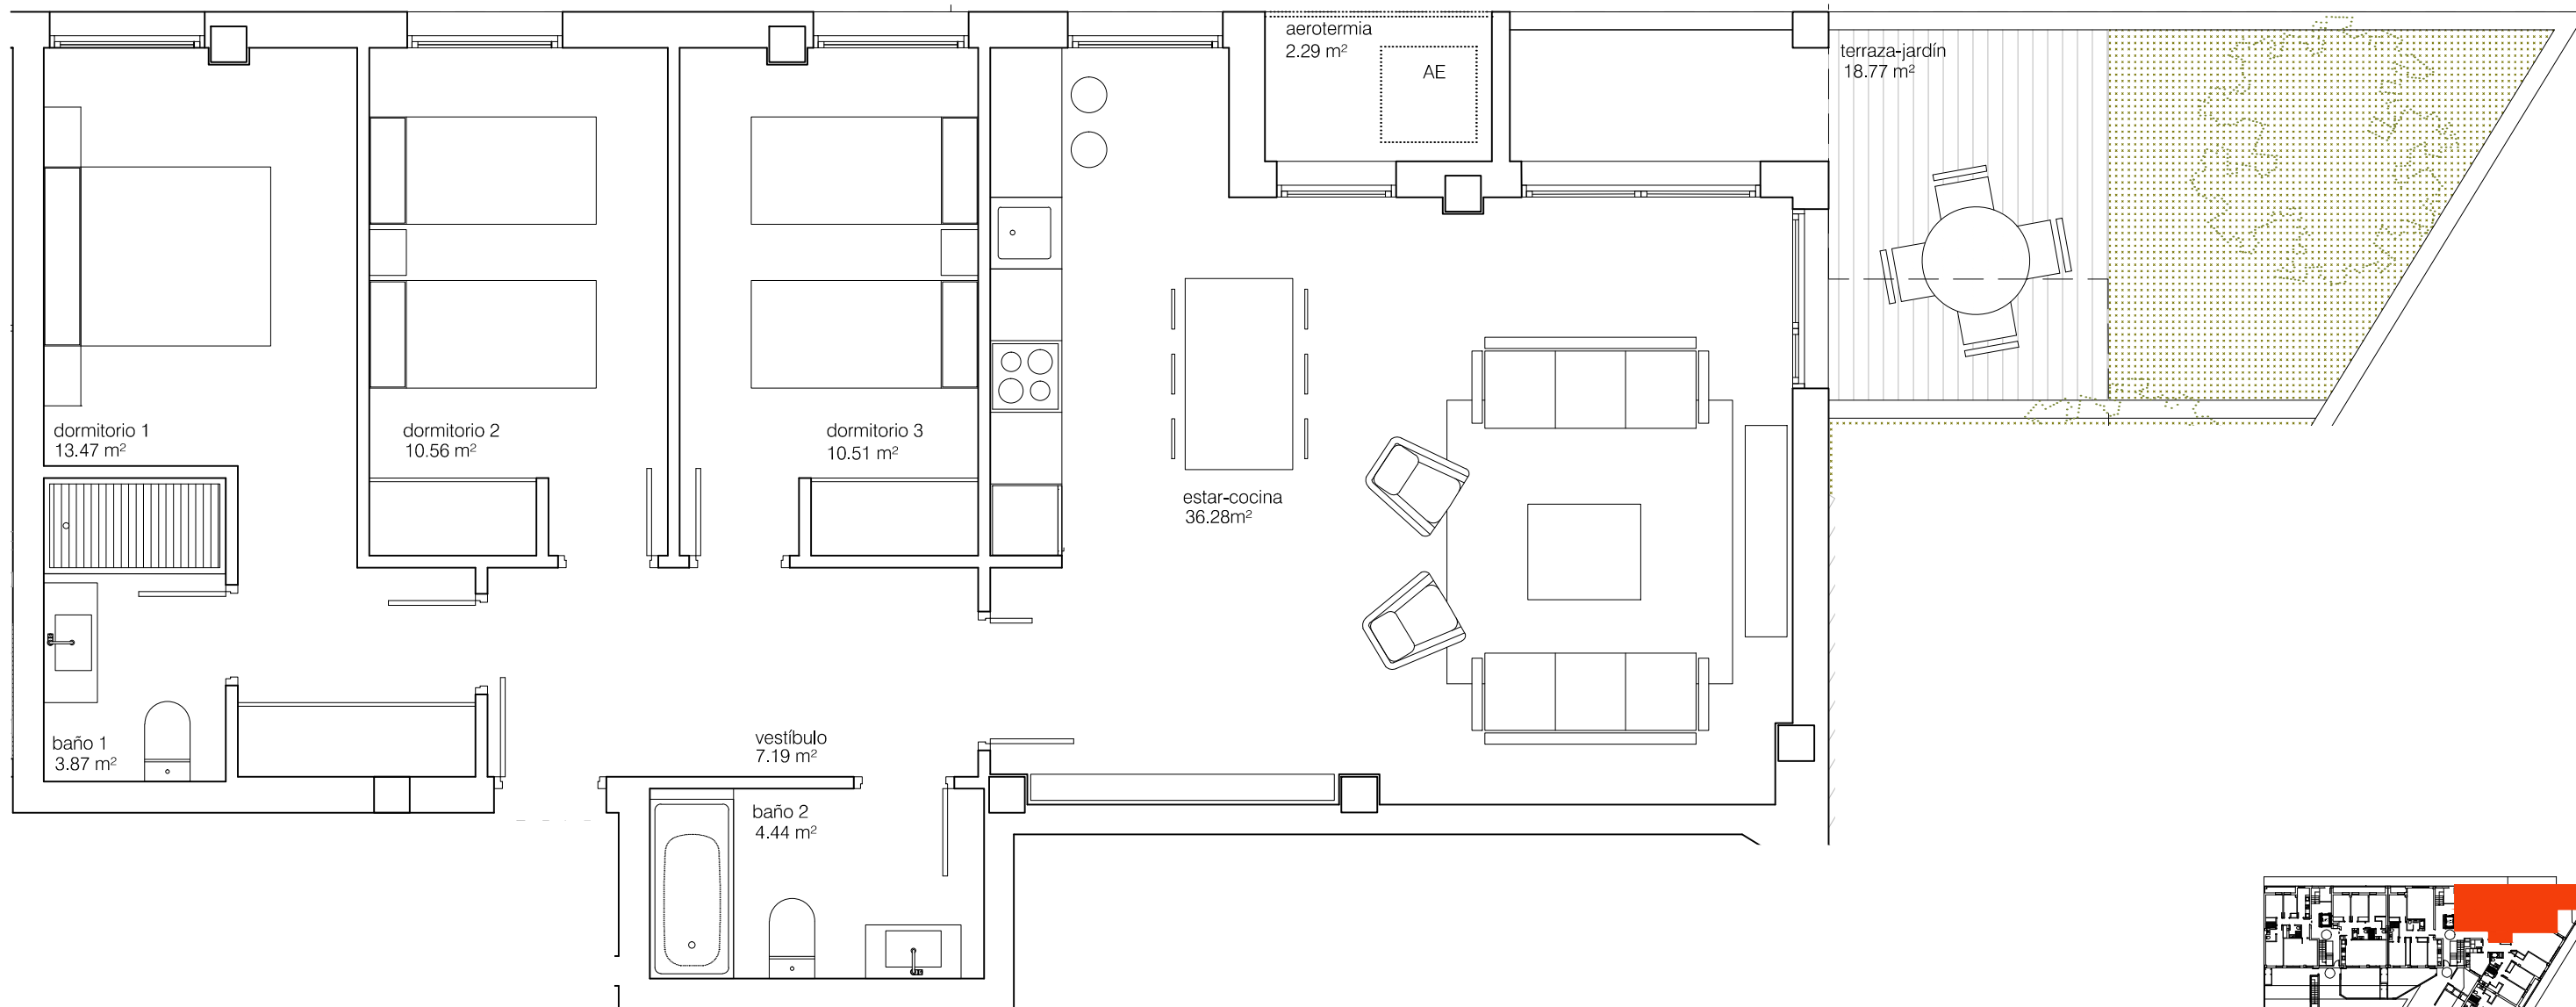 aerotermia
2.29 m²
AE
terraza-jardín
18.77 m²
dormitorio 1
13.47 m²
dormitorio 2
10.56 m²
dormitorio 3
10.51 m²
estar-cocina
36.28m²
baño 1
3.87 m²
vestíbulo
7.19 m²
baño 2
4.44 m²